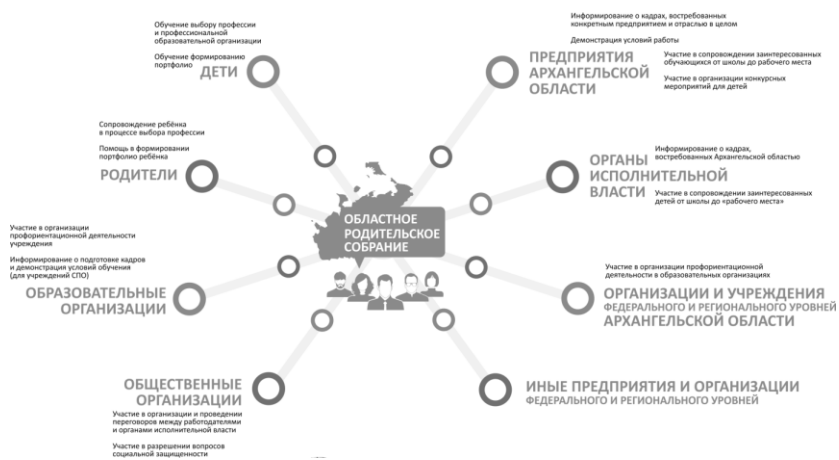 Обучение выбору профессии
и профессиональной
образовательной организации
Обучение формированию
портфолио
ДЕТИ
Сопровождение ребёнка
в процессе выбора профессии
Помощь в формировании
портфолио ребёнка
РОДИТЕЛИ
Участие в организации
профориентационной деятельности
учреждения
Информирование о подготовке кадров
и демонстрация условий обучения
(для учреждений СПО)
ОБРАЗОВАТЕЛЬНЫЕ
ОРГАНИЗАЦИИ
ОБЩЕСТВЕННЫЕ
ОРГАНИЗАЦИИ
Участие в организации и проведении
переговоров между работодателями
и органами исполнительной власти
Участие в разрешении вопросов
социальной защищенности
ОБЛАСТНОЕ
РОДИТЕЛЬСКОЕ
СОБРАНИЕ
Информирование о кадрах, востребованных
конкретным предприятием и отраслью в целом
Демонстрация условий работы
ПРЕДПРИЯТИЯ
АРХАНГЕЛЬСКОЙ
ОБЛАСТИ
Участие в сопровождении заинтересованных
обучающихся от школы до рабочего места
Участие в организации конкурсных
мероприятий для детей
ОРГАНЫ
ИСПОЛНИТЕЛЬНОЙ
ВЛАСТИ
Информирование о кадрах,
востребованных Архангельской областью
Участие в сопровождении заинтересованных
детей от школы до «рабочего места»
Участие в организации профориентационной
деятельности в образовательных организациях
ОРГАНИЗАЦИИ И УЧРЕЖДЕНИЯ
ФЕДЕРАЛЬНОГО И РЕГИОНАЛЬНОГО УРОВНЕЙ
АРХАНГЕЛЬСКОЙ ОБЛАСТИ
ИНЫЕ ПРЕДПРИЯТИЯ И ОРГАНИЗАЦИИ
ФЕДЕРАЛЬНОГО И РЕГИОНАЛЬНОГО УРОВНЕЙ